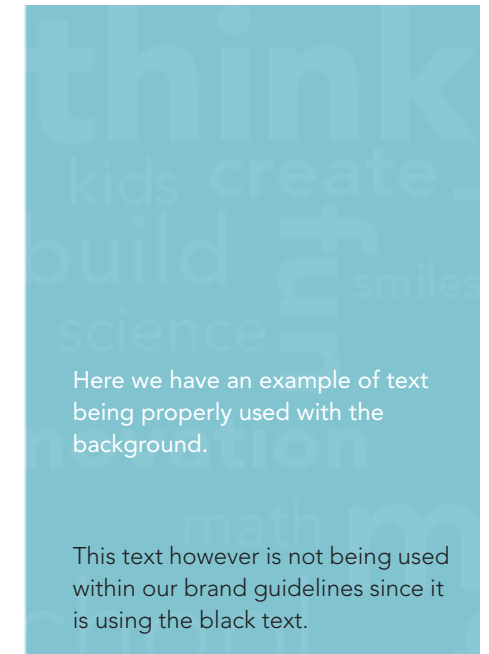 think
kids create
build
fun
smiles
science
Here we have an example of text
being properly used with the
background.
novation
math
This text however is not being used
within our brand guidelines since it
is using the black text.